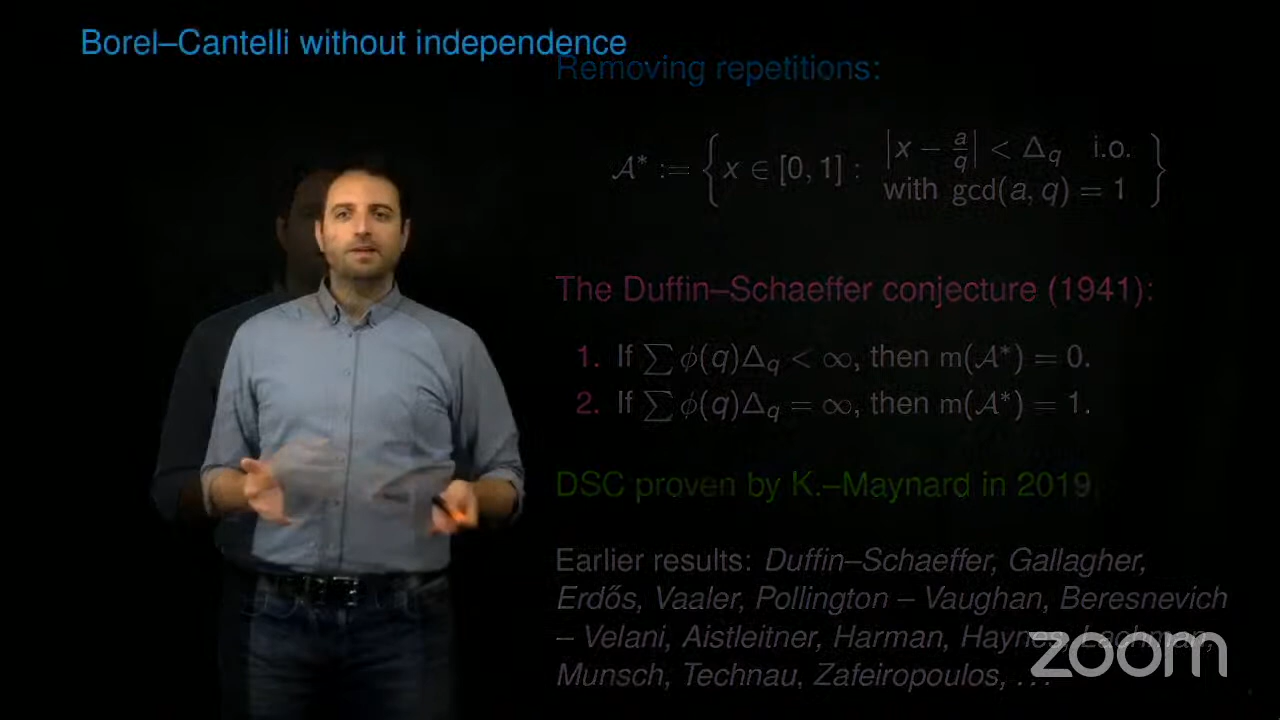 Borel–Cantelli without independence
Removing repetitions:
𝒜* := { x ∈ [0, 1] : |x − a/q| < Δ_q i.o.
with gcd(a, q) = 1 }
The Duffin–Schaeffer conjecture (1941):
1. If ∑ ϕ(q)Δ_q < ∞, then m(𝒜*) = 0.
2. If ∑ ϕ(q)Δ_q = ∞, then m(𝒜*) = 1.
DSC proven by K.–Maynard in 2019
Earlier results: Duffin–Schaeffer, Gallagher,
Erdős, Vaaler, Pollington – Vaughan, Beresnevich
– Velani, Aistleitner, Harman, Haynes, Lachman,
Munsch, Technau, Zafeiropoulos, ...
zoom